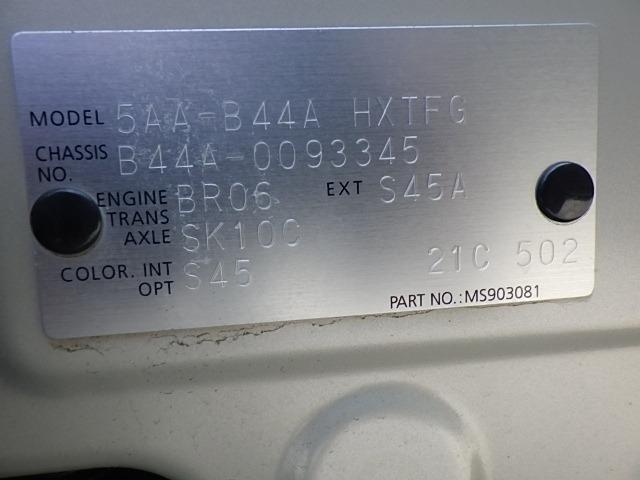 MODEL 5AA-B44A HXTFG
CHASSIS NO. B44A-0093345
ENGINE BR06 EXT S45A
TRANS AXLE SK10C
COLOR. INT S45 21C 502
OPT
PART NO.:MS903081